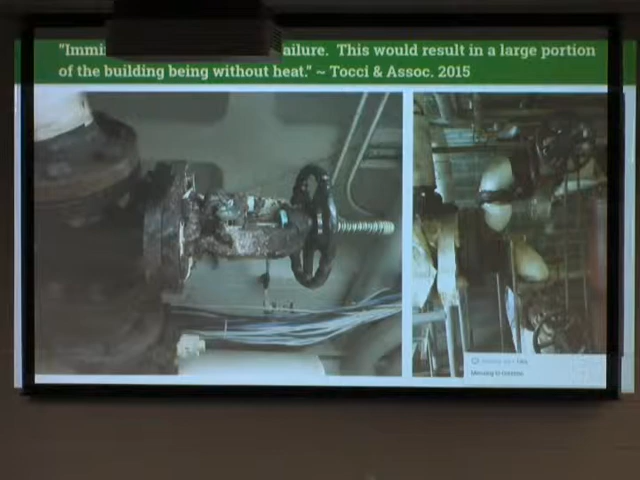 "Immi ailure. This would result in a large portion
of the building being without heat." ~ Tocci & Assoc. 2015